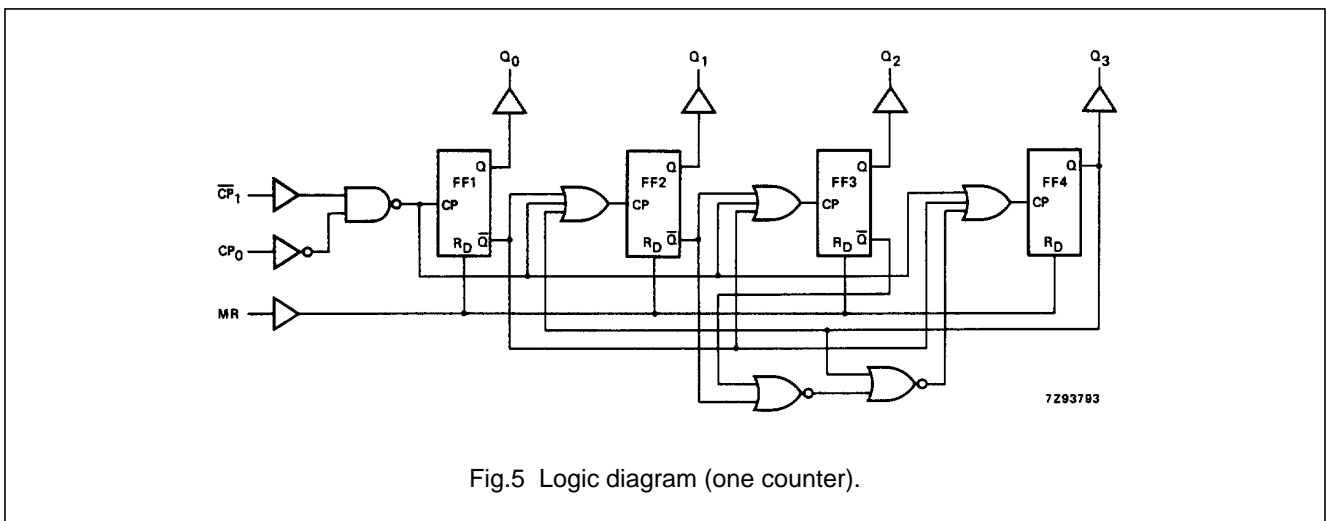 Q0 Q1 Q2 Q3
Q Q Q Q
FF1 FF2 FF3 FF4
C̅P̅1
CP CP CP CP
RD Q̅ RD Q̅ RD Q̅ RD
CP0
MR
7Z93793
Fig.5 Logic diagram (one counter).